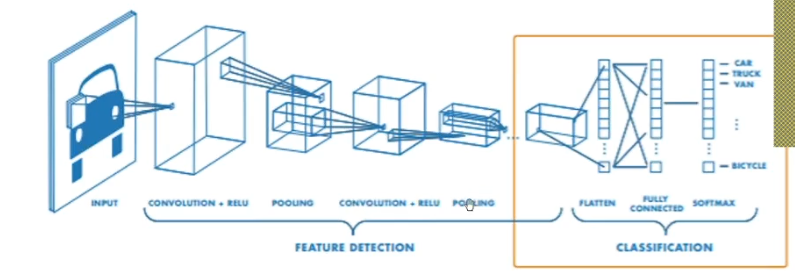 CAR
TRUCK
VAN
BICYCLE
INPUT
CONVOLUTION + RELU
POOLING
CONVOLUTION + RELU
POOLING
FLATTEN
FULLY
CONNECTED
SOFTMAX
FEATURE DETECTION
CLASSIFICATION